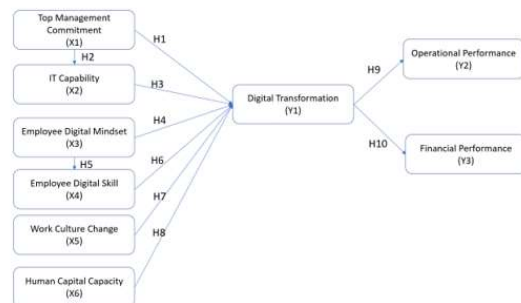 Top Management
Commitment
(X1)
H1
H2
IT Capability
(X2)
H3
Employee Digital Mindset
(X3)
H4
H5
Employee Digital Skill
(X4)
H6
Work Culture Change
(X5)
H7
H8
Human Capital Capacity
(X6)
Digital Transformation
(Y1)
H9
Operational Performance
(Y2)
H10
Financial Performance
(Y3)